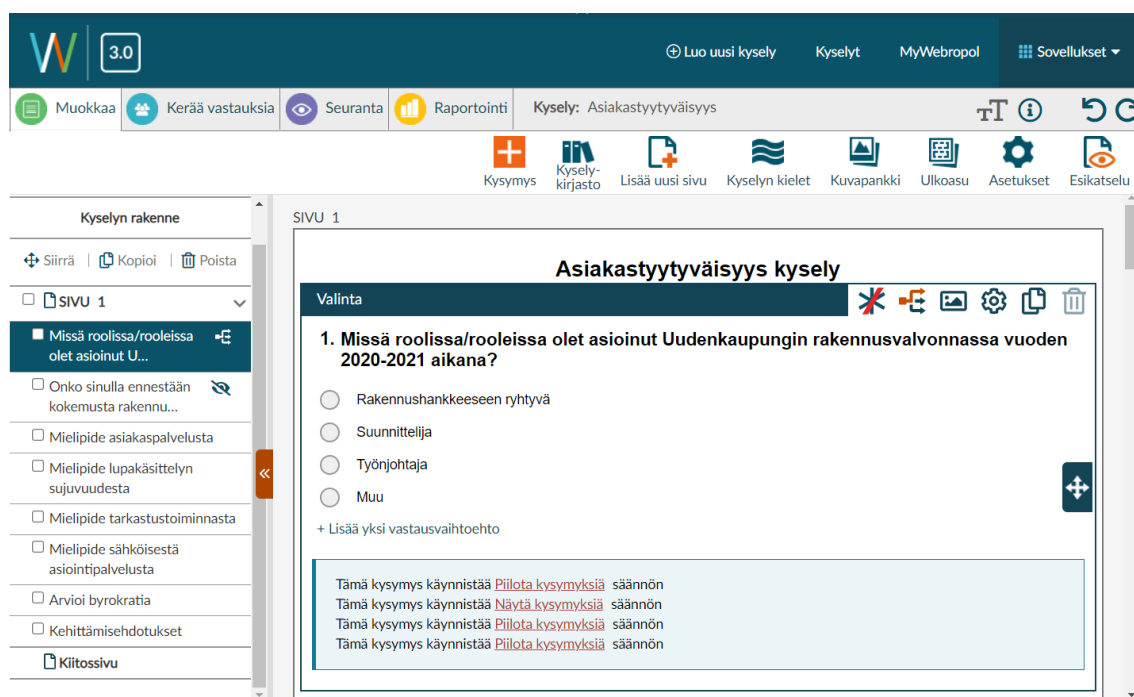 W 3.0
Luo uusi kysely Kyselyt MyWebropol Sovellukset
Muokkaa Kerää vastauksia Seuranta Raportointi Kysely: Asiakastyytyväisyys
Kysymys
Kysely-
kirjasto
Lisää uusi sivu
Kyselyn kielet
Kuvapankki
Ulkoasu
Asetukset
Esikatselu
Kyselyn rakenne
Siirrä | Kopioi | Poista
SIVU 1
Missä roolissa/rooleissa
olet asioinut U...
Onko sinulla ennestään
kokemusta rakennu...
Mielipide asiakaspalvelusta
Mielipide lupakäsittelyn
sujuvuudesta
Mielipide tarkastustoiminnasta
Mielipide sähköisestä
asiointipalvelusta
Arvioi byrokratia
Kehittämisehdotukset
Kiitossivu
SIVU 1
Asiakastyytyväisyys kysely
Valinta
1. Missä roolissa/rooleissa olet asioinut Uudenkaupungin rakennusvalvonnassa vuoden
2020-2021 aikana?
Rakennushankkeeseen ryhtyvä
Suunnittelija
Työnjohtaja
Muu
+ Lisää yksi vastausvaihtoehto
Tämä kysymys käynnistää Piilota kysymyksiä säännön
Tämä kysymys käynnistää Näytä kysymyksiä säännön
Tämä kysymys käynnistää Piilota kysymyksiä säännön
Tämä kysymys käynnistää Piilota kysymyksiä säännön